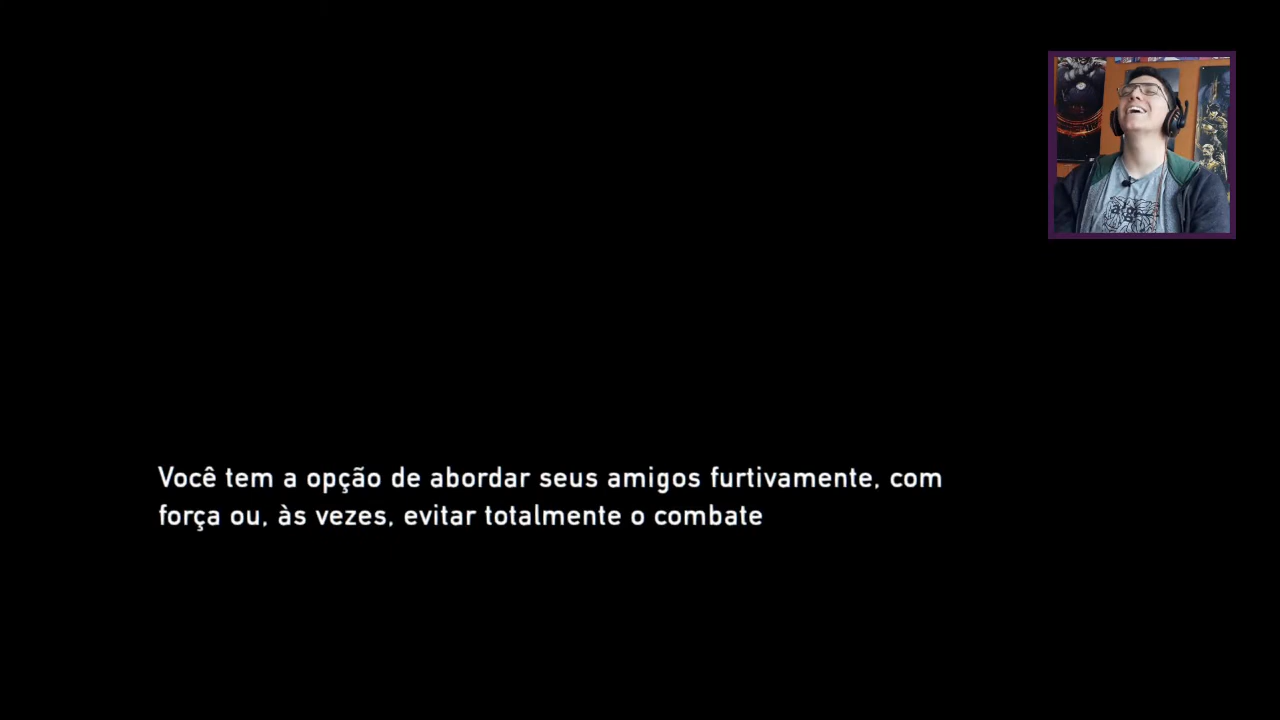 Você tem a opção de abordar seus amigos furtivamente, com
força ou, às vezes, evitar totalmente o combate